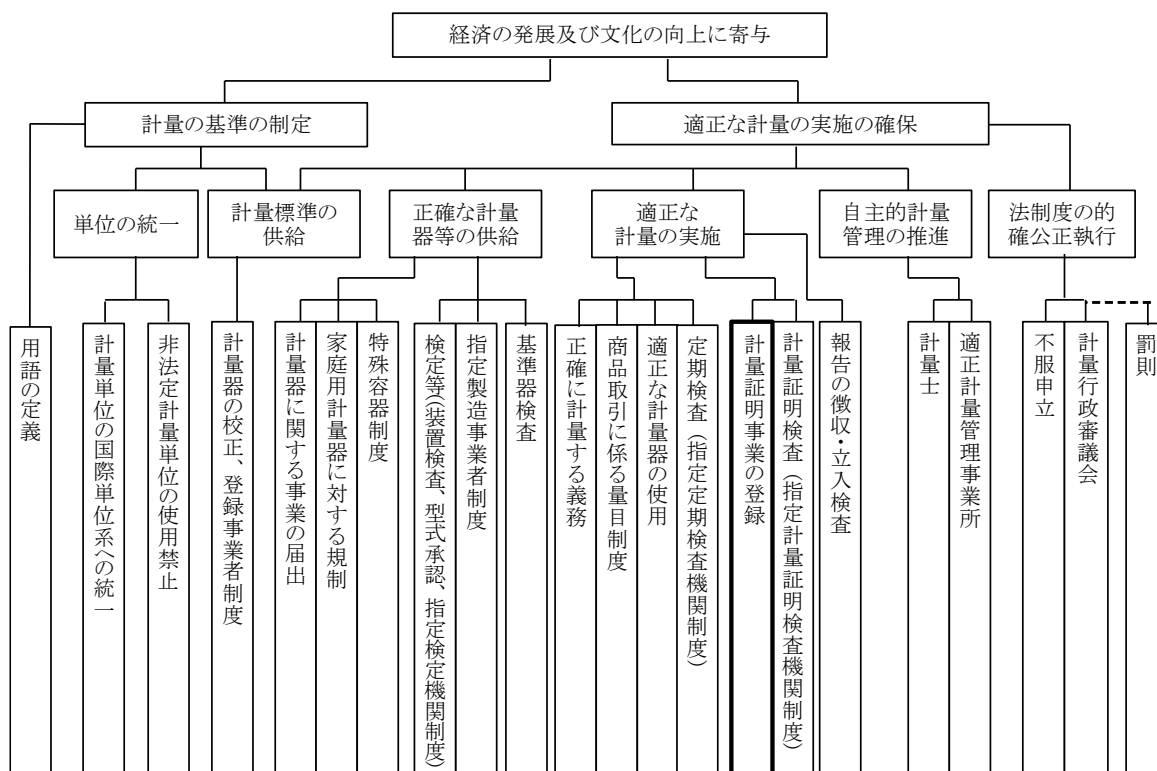 経済の発展及び文化の向上に寄与
計量の基準の制定
適正な計量の実施の確保
単位の統一
計量標準の
供給
正確な計量
器等の供給
適正な
計量の実施
自主的計量
管理の推進
法制度の的
確公正執行
用語の定義
計量単位の国際単位系への統一
非法定計量単位の使用禁止
計量器の校正、登録事業者制度
計量器に関する事業の届出
家庭用計量器に対する規制
特殊容器制度
検定等(装置検査、型式承認、指定検定機関制度)
指定製造事業者制度
基準器検査
正確に計量する義務
商品取引に係る量目制度
適正な計量器の使用
定期検査(指定定期検査機関制度)
計量証明事業の登録
計量証明検査(指定計量証明検査機関制度)
報告の徴収・立入検査
計量士
適正計量管理事業所
不服申立
計量行政審議会
罰則